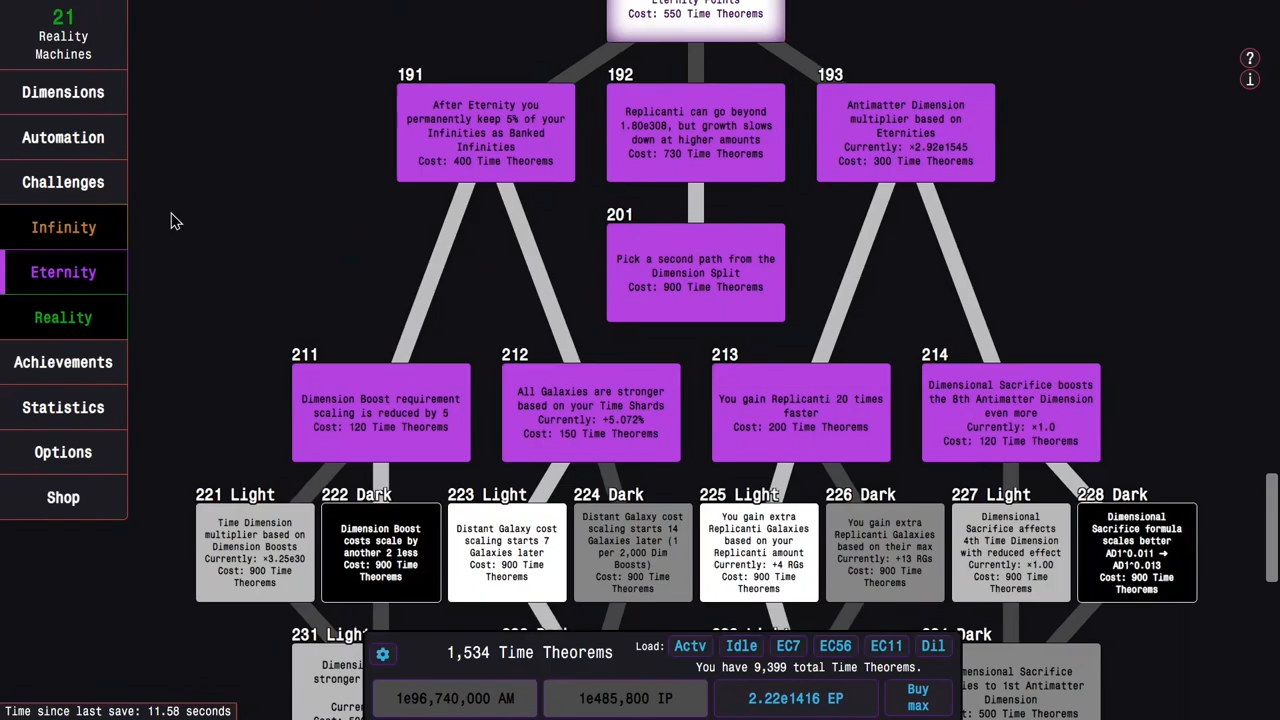 21
Reality
Machines
Dimensions
Automation
Challenges
Infinity
Eternity
Reality
Achievements
Statistics
Options
Shop
Eternity Points
Cost: 550 Time Theorems
191
After Eternity you
permanently keep 5% of your
Infinities as Banked
Infinities
Cost: 400 Time Theorems
192
Replicanti can go beyond
1.80e308, but growth slows
down at higher amounts
Cost: 730 Time Theorems
193
Antimatter Dimension
multiplier based on
Eternities
Currently: ×2.92e1545
Cost: 300 Time Theorems
201
Pick a second path from the
Dimension Split
Cost: 900 Time Theorems
211
Dimension Boost requirement
scaling is reduced by 5
Cost: 120 Time Theorems
212
All Galaxies are stronger
based on your Time Shards
Currently: +5.072%
Cost: 150 Time Theorems
213
You gain Replicanti 20 times
faster
Cost: 200 Time Theorems
214
Dimensional Sacrifice boosts
the 8th Antimatter Dimension
even more
Currently: ×1.0
Cost: 120 Time Theorems
221 Light
Time Dimension
multiplier based on
Dimension Boosts
Currently: ×3.25e30
Cost: 900 Time
Theorems
222 Dark
Dimension Boost
costs scale by
another 2 less
Cost: 900 Time
Theorems
223 Light
Distant Galaxy cost
scaling starts 7
Galaxies later
Cost: 900 Time
Theorems
224 Dark
Distant Galaxy cost
scaling starts 14
Galaxies later (1
per 2,000 Dim
Boosts)
Cost: 900 Time
Theorems
225 Light
You gain extra
Replicanti Galaxies
based on your
Replicanti amount
Currently: +4 RGs
Cost: 900 Time
Theorems
226 Dark
You gain extra
Replicanti Galaxies
based on their max
Currently: +13 RGs
Cost: 900 Time
Theorems
227 Light
Dimensional
Sacrifice affects
4th Time Dimension
with reduced effect
Currently: ×1.00
Cost: 900 Time
Theorems
228 Dark
Dimensional
Sacrifice formula
scales better
AD1^0.011 →
AD1^0.013
Cost: 900 Time
Theorems
231 Light
Dark
1,534 Time Theorems
Load: Actv Idle EC7 EC56 EC11 Dil
You have 9,399 total Time Theorems.
1e96,740,000 AM
1e485,800 IP
2.22e1416 EP
Buy
max
Sacrifice
to 1st Antimatter
Dimension
500 Time
Time since last save: 11.58 seconds
?
i